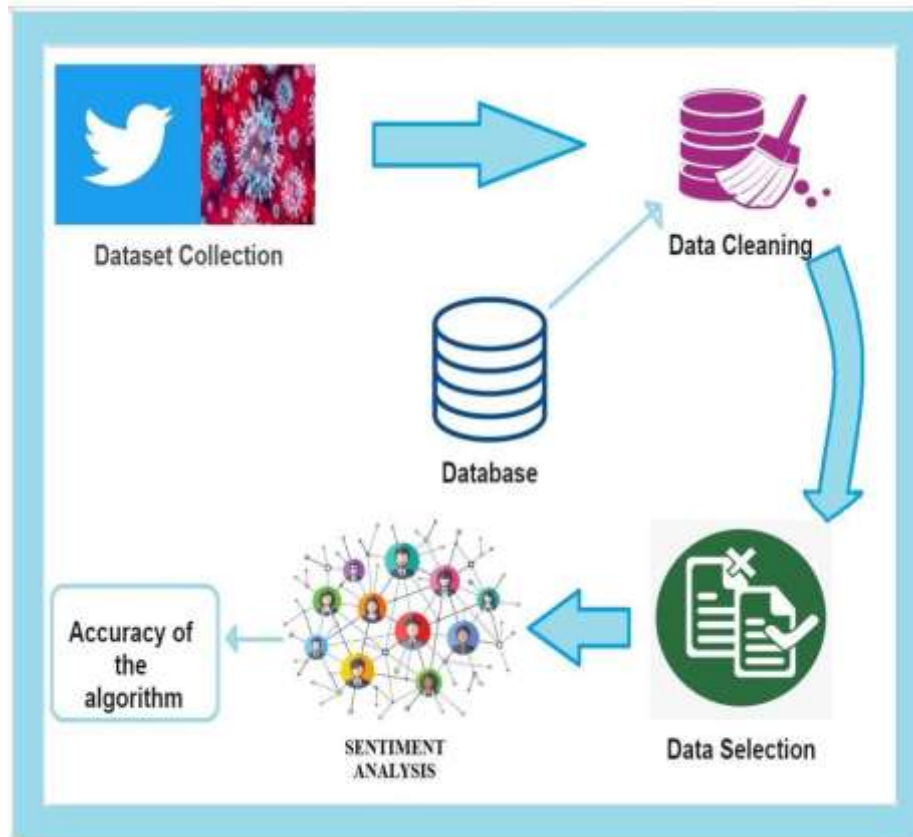 Dataset Collection
Data Cleaning
Database
Accuracy of
the
algorithm
SENTIMENT
ANALYSIS
Data Selection